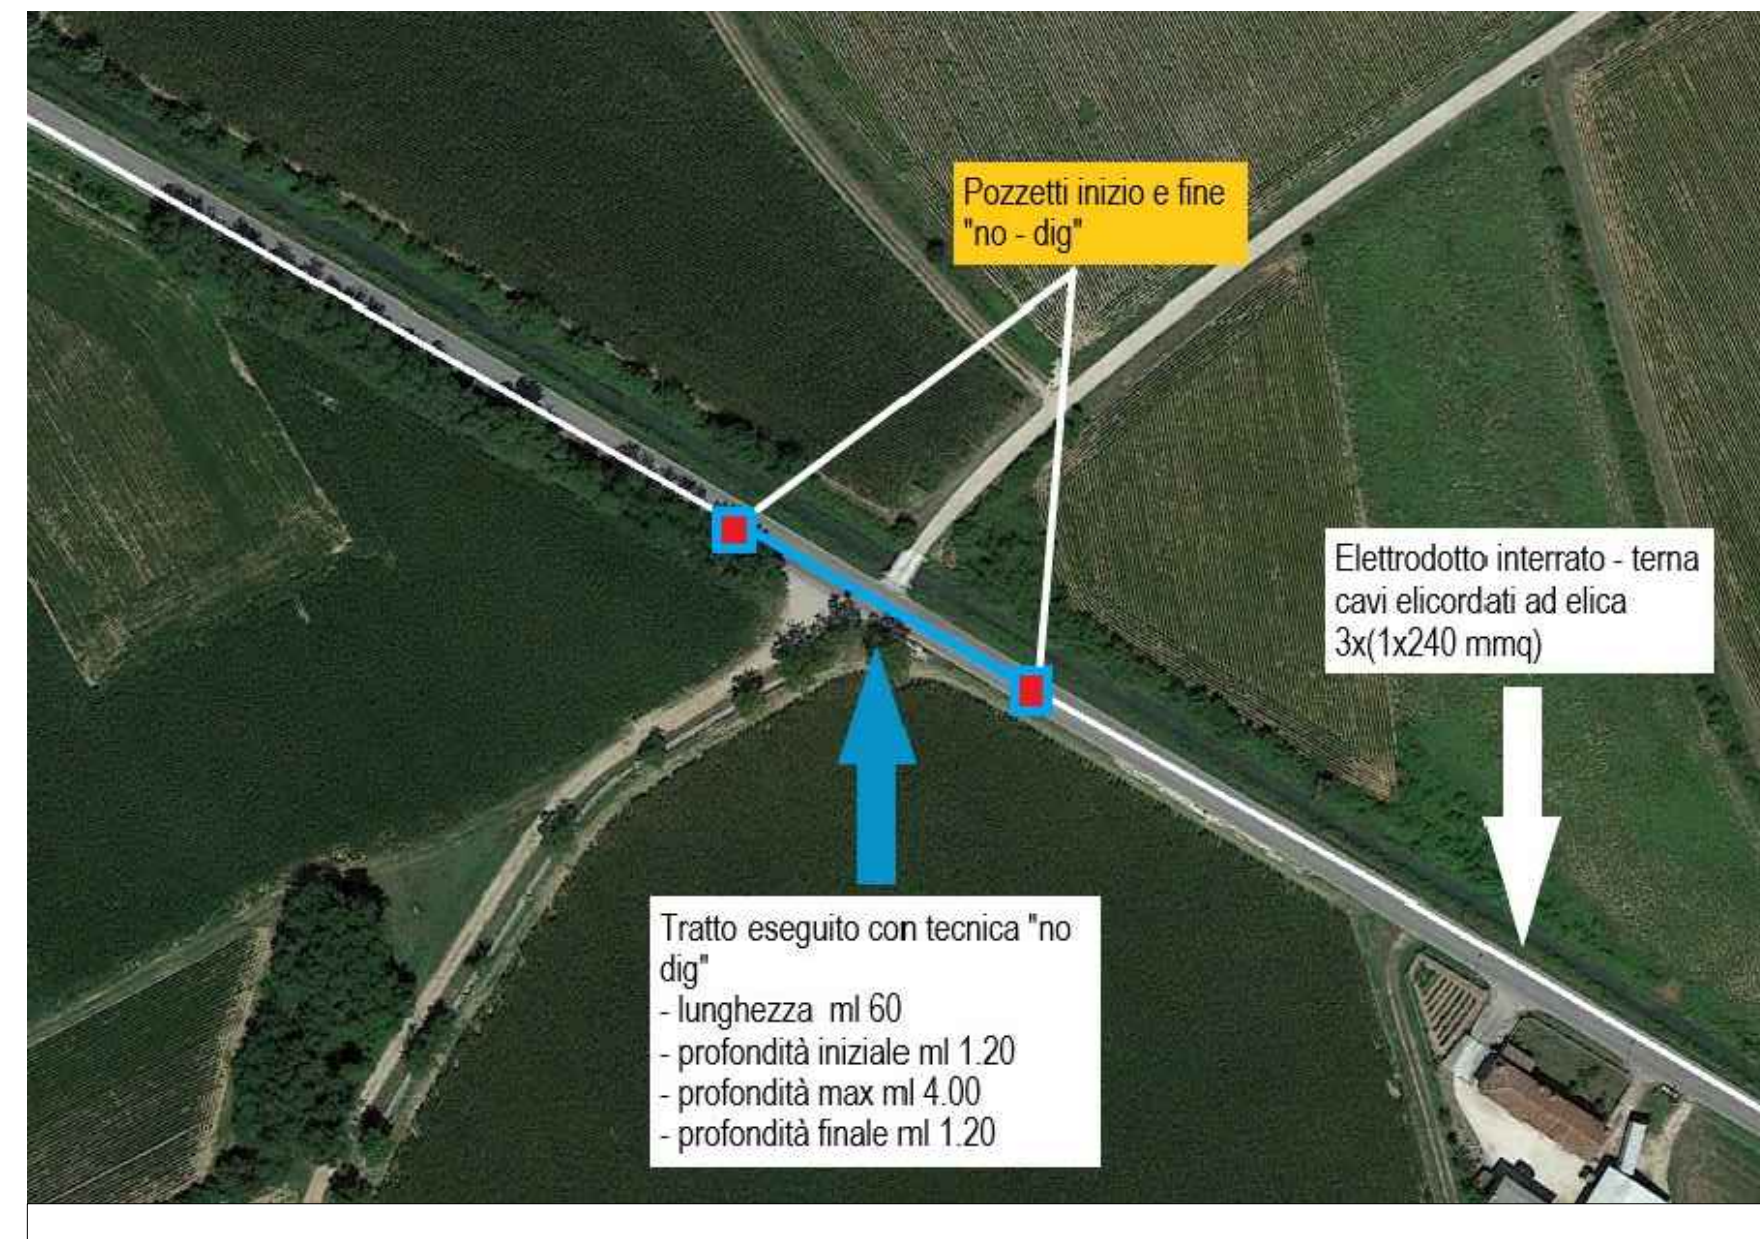 Pozzetti inizio e fine
"no - dig"
Elettrodotto interrato - terna
cavi elicordati ad elica
3x(1x240 mmq)
Tratto eseguito con tecnica "no
dig"
- lunghezza  ml 60
- profondità iniziale ml 1.20
- profondità max ml 4.00
- profondità finale ml 1.20